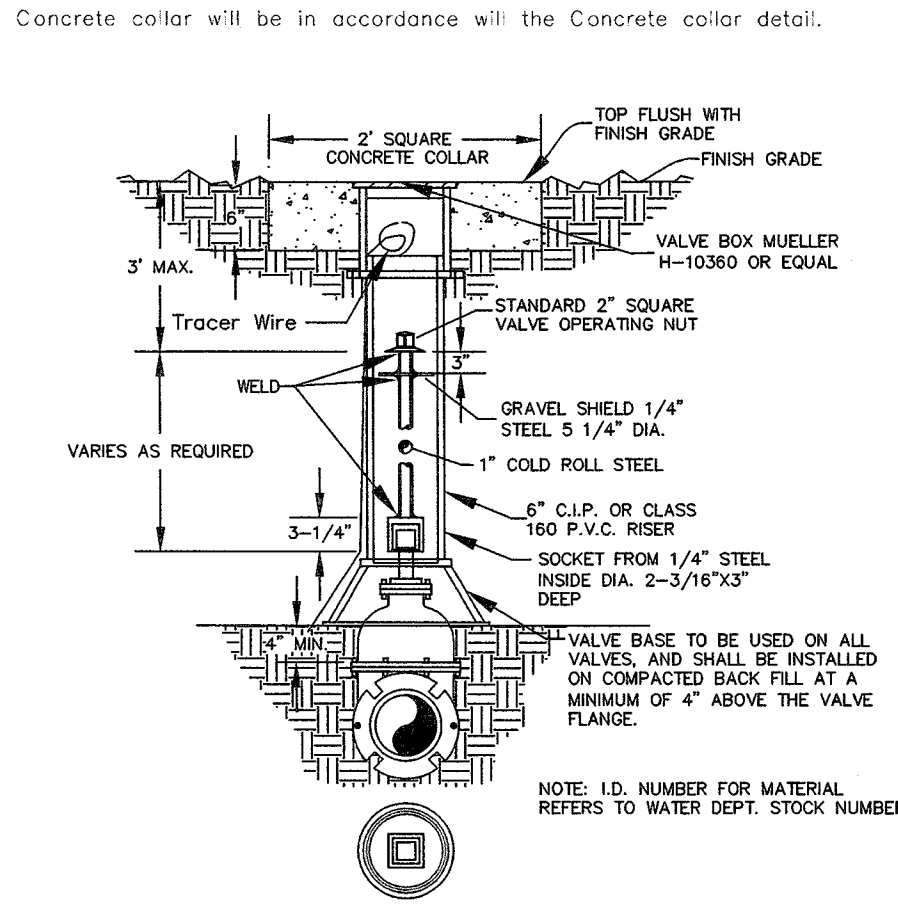 Concrete collar will be in accordance will the Concrete collar detail.
TOP FLUSH WITH
FINISH GRADE
2' SQUARE
CONCRETE COLLAR
FINISH GRADE
6"
VALVE BOX MUELLER
H-10360 OR EQUAL
3' MAX.
STANDARD 2" SQUARE
VALVE OPERATING NUT
Tracer Wire
3"
WELD
GRAVEL SHIELD 1/4"
STEEL 5 1/4" DIA.
VARIES AS REQUIRED
1" COLD ROLL STEEL
6" C.I.P. OR CLASS
160 P.V.C. RISER
3-1/4"
SOCKET FROM 1/4" STEEL
INSIDE DIA. 2-3/16"X3"
DEEP
4" MIN.
VALVE BASE TO BE USED ON ALL
VALVES, AND SHALL BE INSTALLED
ON COMPACTED BACK FILL AT A
MINIMUM OF 4" ABOVE THE VALVE
FLANGE.
NOTE: I.D. NUMBER FOR MATERIAL
REFERS TO WATER DEPT. STOCK NUMBE